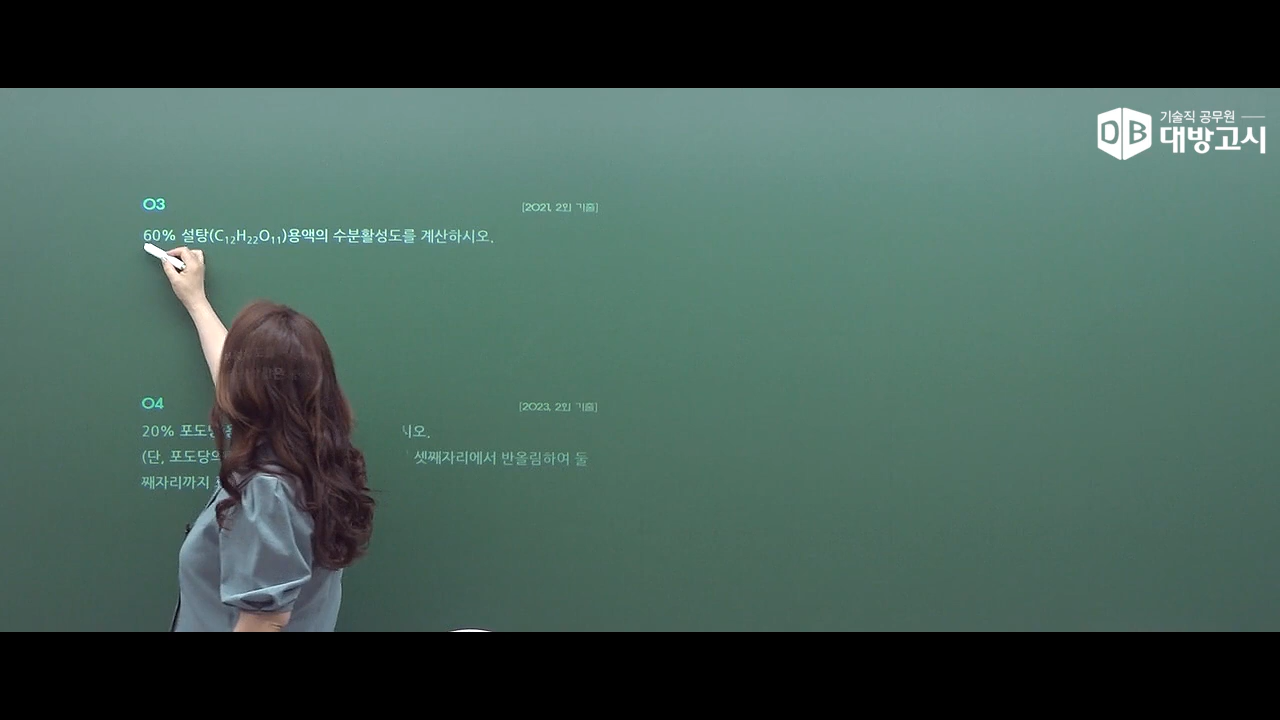 기술직 공무원
대방고시
03
[2021, 2회 기출]
60% 설탕(C₁₂H₂₂O₁₁)용액의 수분활성도를 계산하시오.
04
[2023, 2회 기출]
20% 포도당 시오.
(단, 포도당의 셋째자리에서 반올림하여 둘
째자리까지